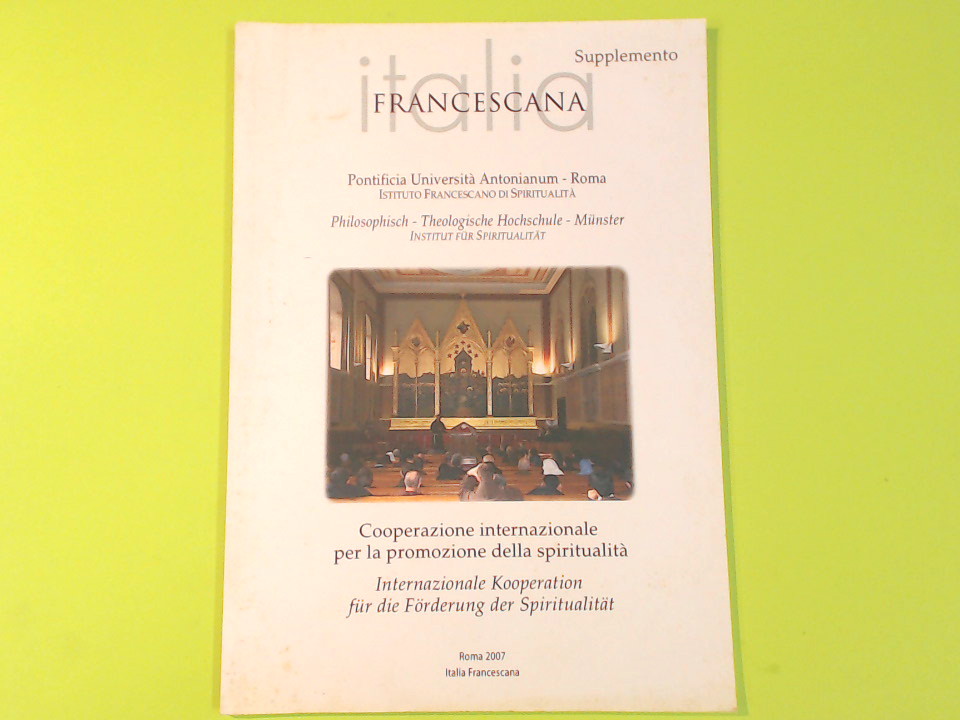 Supplemento
italia
FRANCESCANA
Pontificia Università Antonianum - Roma
ISTITUTO FRANCESCANO DI SPIRITUALITÀ
Philosophisch - Theologische Hochschule - Münster
INSTITUT FÜR SPIRITUALITÄT
Cooperazione internazionale
per la promozione della spiritualità
Internazionale Kooperation
für die Förderung der Spiritualität
Roma 2007
Italia Francescana